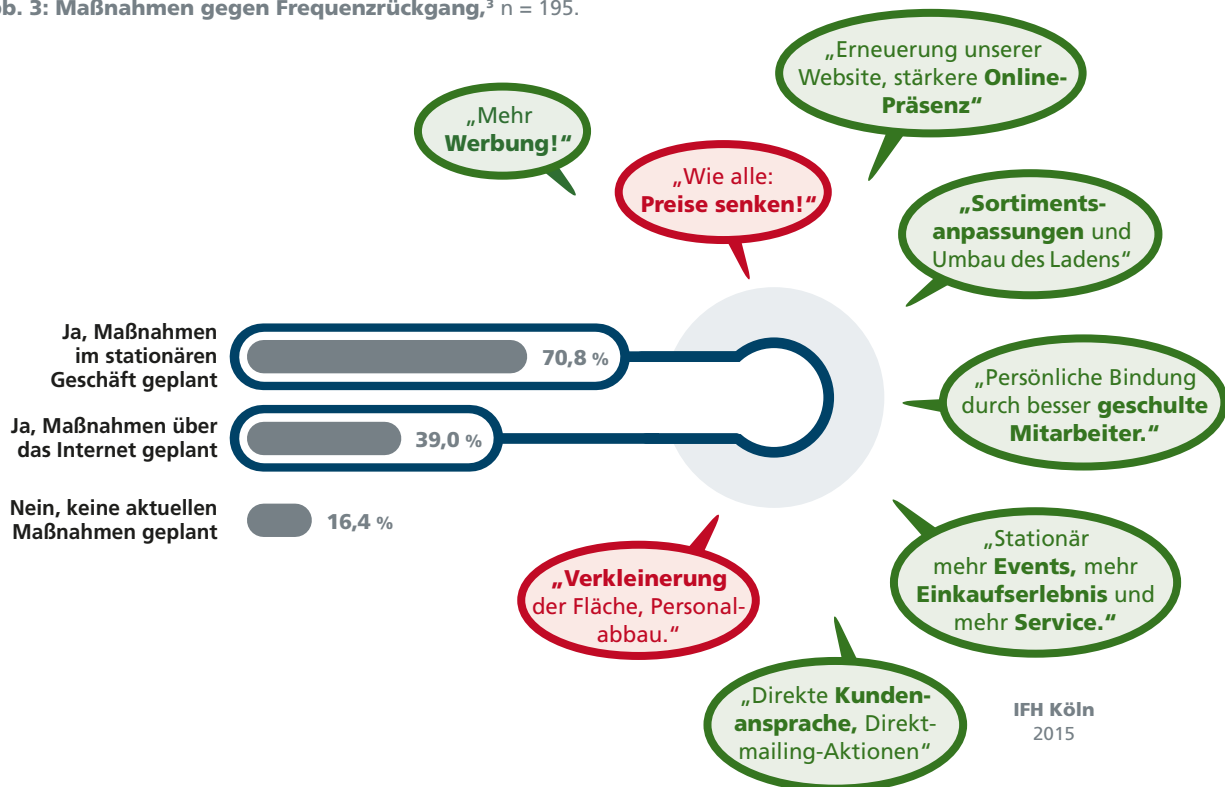 b. 3: Maßnahmen gegen Frequenzrückgang,³ n = 195.
„Erneuerung unserer
Website, stärkere Online-
Präsenz“
„Mehr
Werbung!“
„Wie alle:
Preise senken!“
„Sortiments-
anpassungen und
Umbau des Ladens“
Ja, Maßnahmen
im stationären
Geschäft geplant
70,8 %
„Persönliche Bindung
durch besser geschulte
Mitarbeiter.“
Ja, Maßnahmen über
das Internet geplant
39,0 %
Nein, keine aktuellen
Maßnahmen geplant
16,4 %
„Stationär
mehr Events, mehr
Einkaufserlebnis und
mehr Service.“
„Verkleinerung
der Fläche, Personal-
abbau.“
„Direkte Kunden-
ansprache, Direkt-
mailing-Aktionen“
IFH Köln
2015